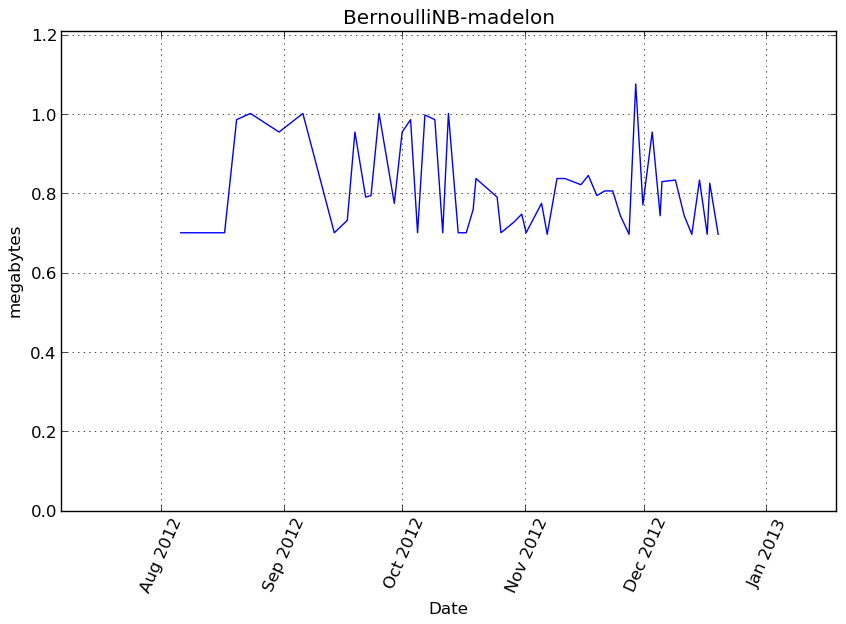 BernoulliNB-madelon
1.2
1.0
0.8
0.6
0.4
0.2
0.0
megabytes
Aug 2012
Sep 2012
Oct 2012
Nov 2012
Dec 2012
Jan 2013
Date